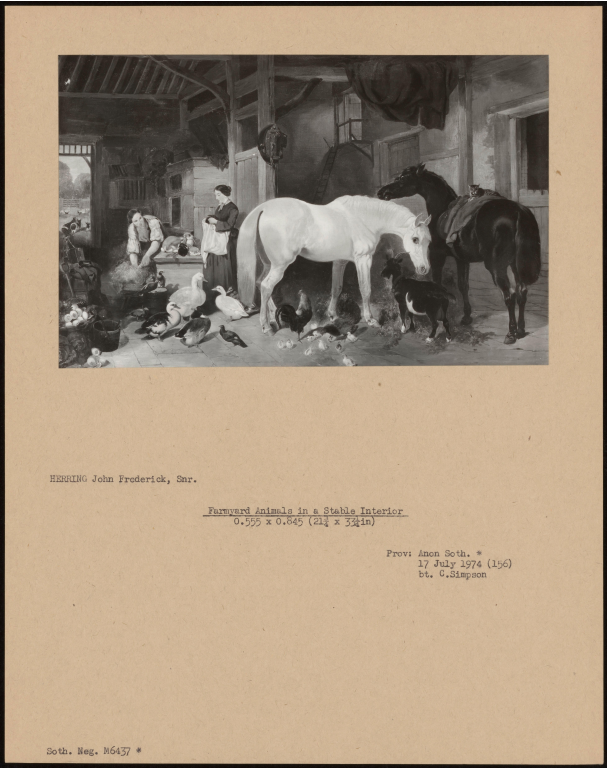 HERRING John Frederick, Snr.
Farmyard Animals in a Stable Interior
0.555 x 0.845 (21¾ x 33¼in)
Prov: Anon Soth. *
17 July 1974 (156)
bt. C.Simpson
Soth. Neg. M6437 *